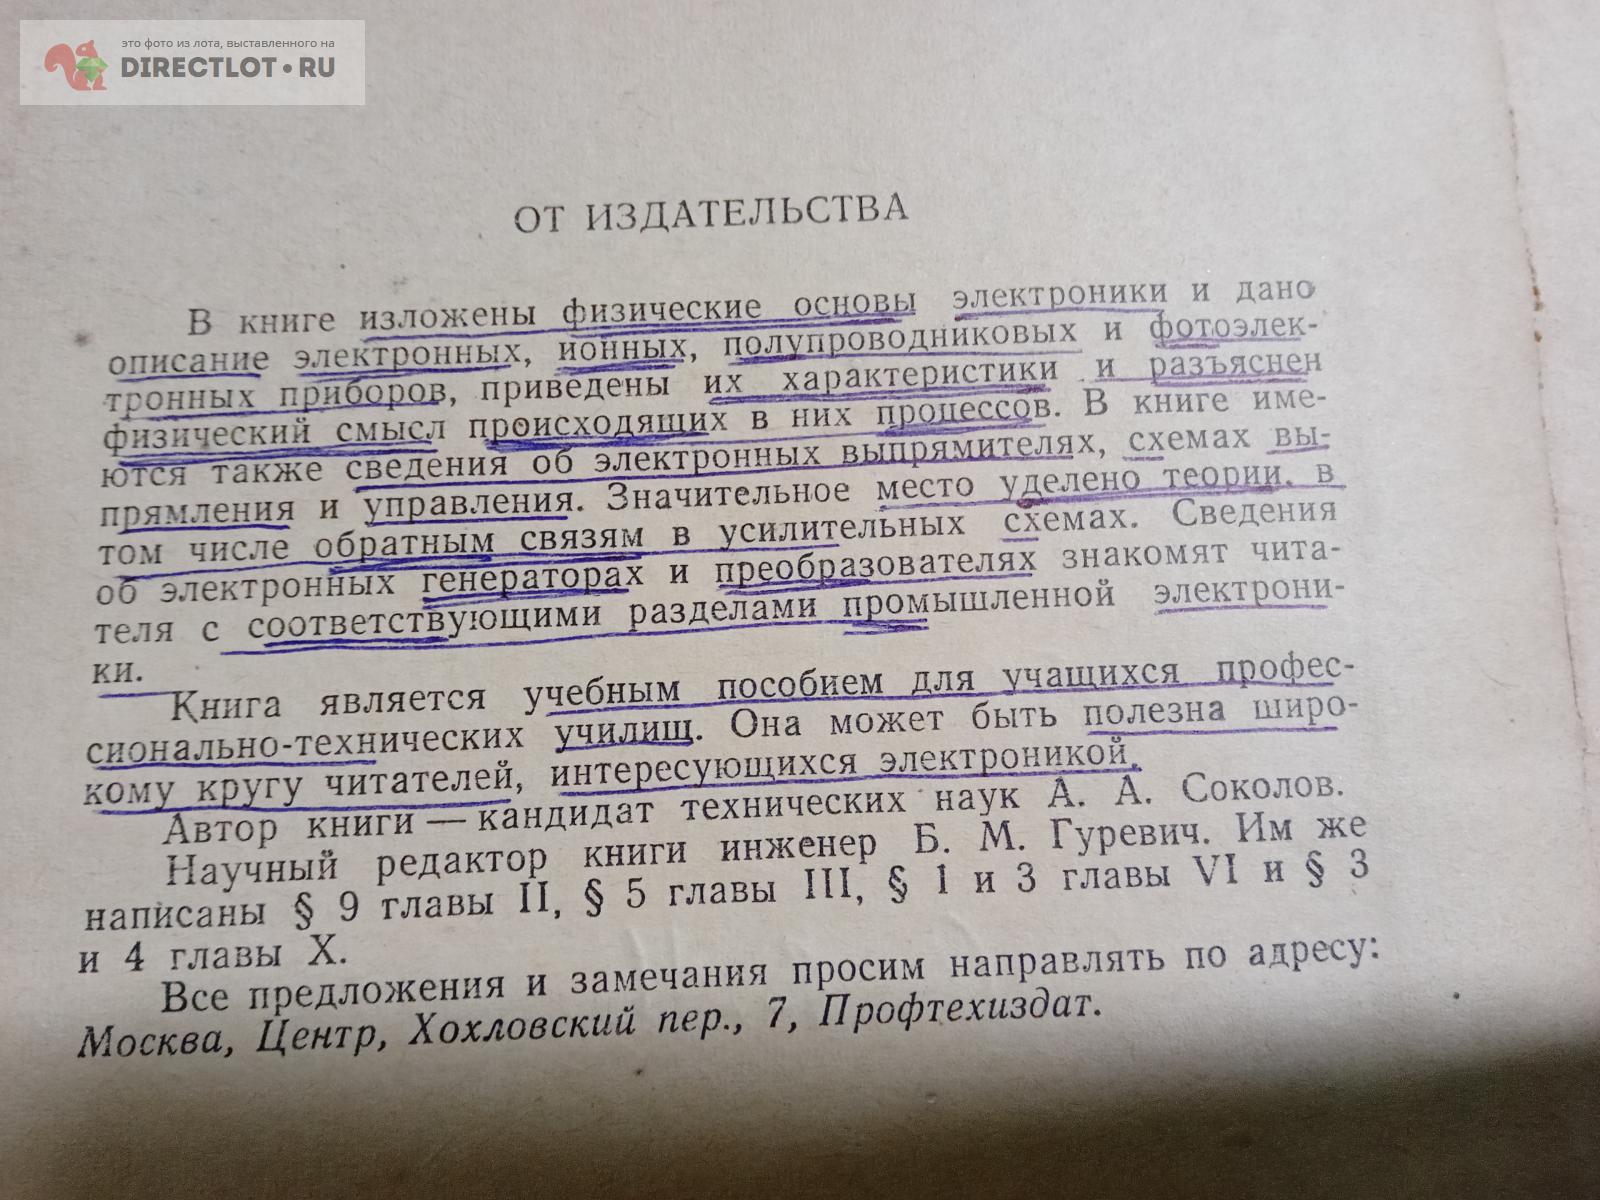 это фото из лота, выставленного на
DIRECTLOT•RU
ОТ ИЗДАТЕЛЬСТВА
В книге изложены физические основы электроники и дано
описание электронных, ионных, полупроводниковых и фотоэлек-
тронных приборов, приведены их характеристики и разъяснен
физический смысл происходящих в них процессов. В книге име-
ются также сведения об электронных выпрямителях, схемах вы-
прямления и управления. Значительное место уделено теории, в
том числе обратным связям в усилительных схемах. Сведения
об электронных генераторах и преобразователях знакомят чита-
теля с соответствующими разделами промышленной электрони-
ки.
Книга является учебным пособием для учащихся профес-
сионально-технических училищ. Она может быть полезна широ-
кому кругу читателей, интересующихся электроникой.
Автор книги — кандидат технических наук А. А. Соколов.
Научный редактор книги инженер Б. М. Гуревич. Им же
написаны § 9 главы II, § 5 главы III, § 1 и 3 главы VI и § 3
и 4 главы X.
Все предложения и замечания просим направлять по адресу:
Москва, Центр, Хохловский пер., 7, Профтехиздат.